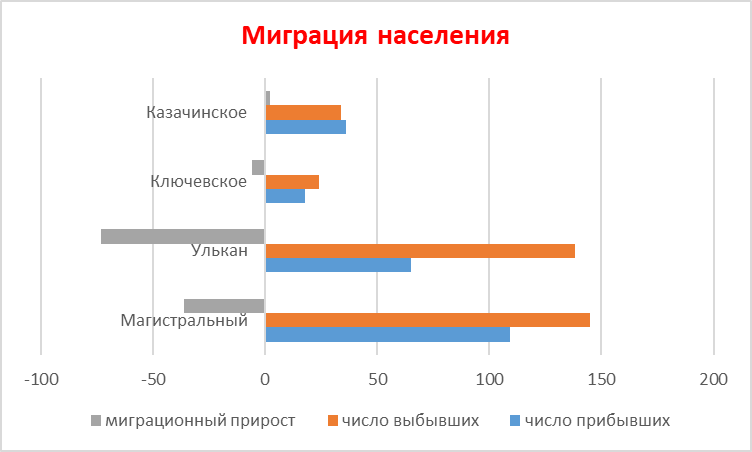 Миграция населения
Казачинское
Ключевское
Улькан
Магистральный
-100 -50 0 50 100 150 200
миграционный прирост число выбывших число прибывших